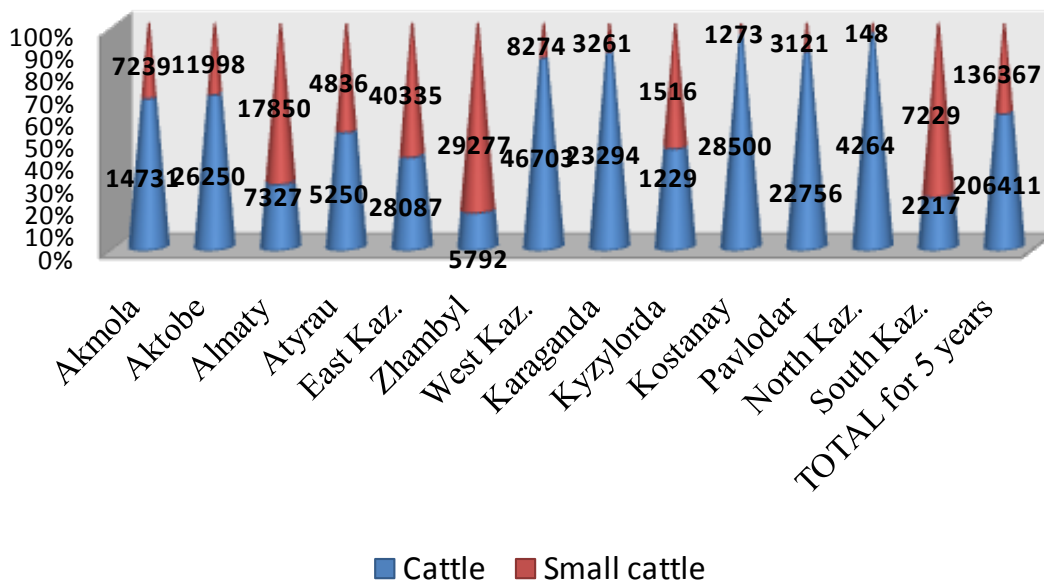 100%
90%
80%
70%
60%
50%
40%
30%
20%
10%
0%
7239 11998 17850 4836 40335 29277 8274 3261 1516 1273 3121 148 7229 136367
14731 26250 7327 5250 28087 5792 46703 23294 1229 28500 22756 4264 2217 206411
Akmola
Aktobe
Almaty
Atyrau
East Kaz.
Zhambyl
West Kaz.
Karaganda
Kyzylorda
Kostanay
Pavlodar
North Kaz.
South Kaz.
TOTAL for 5 years
Cattle Small cattle